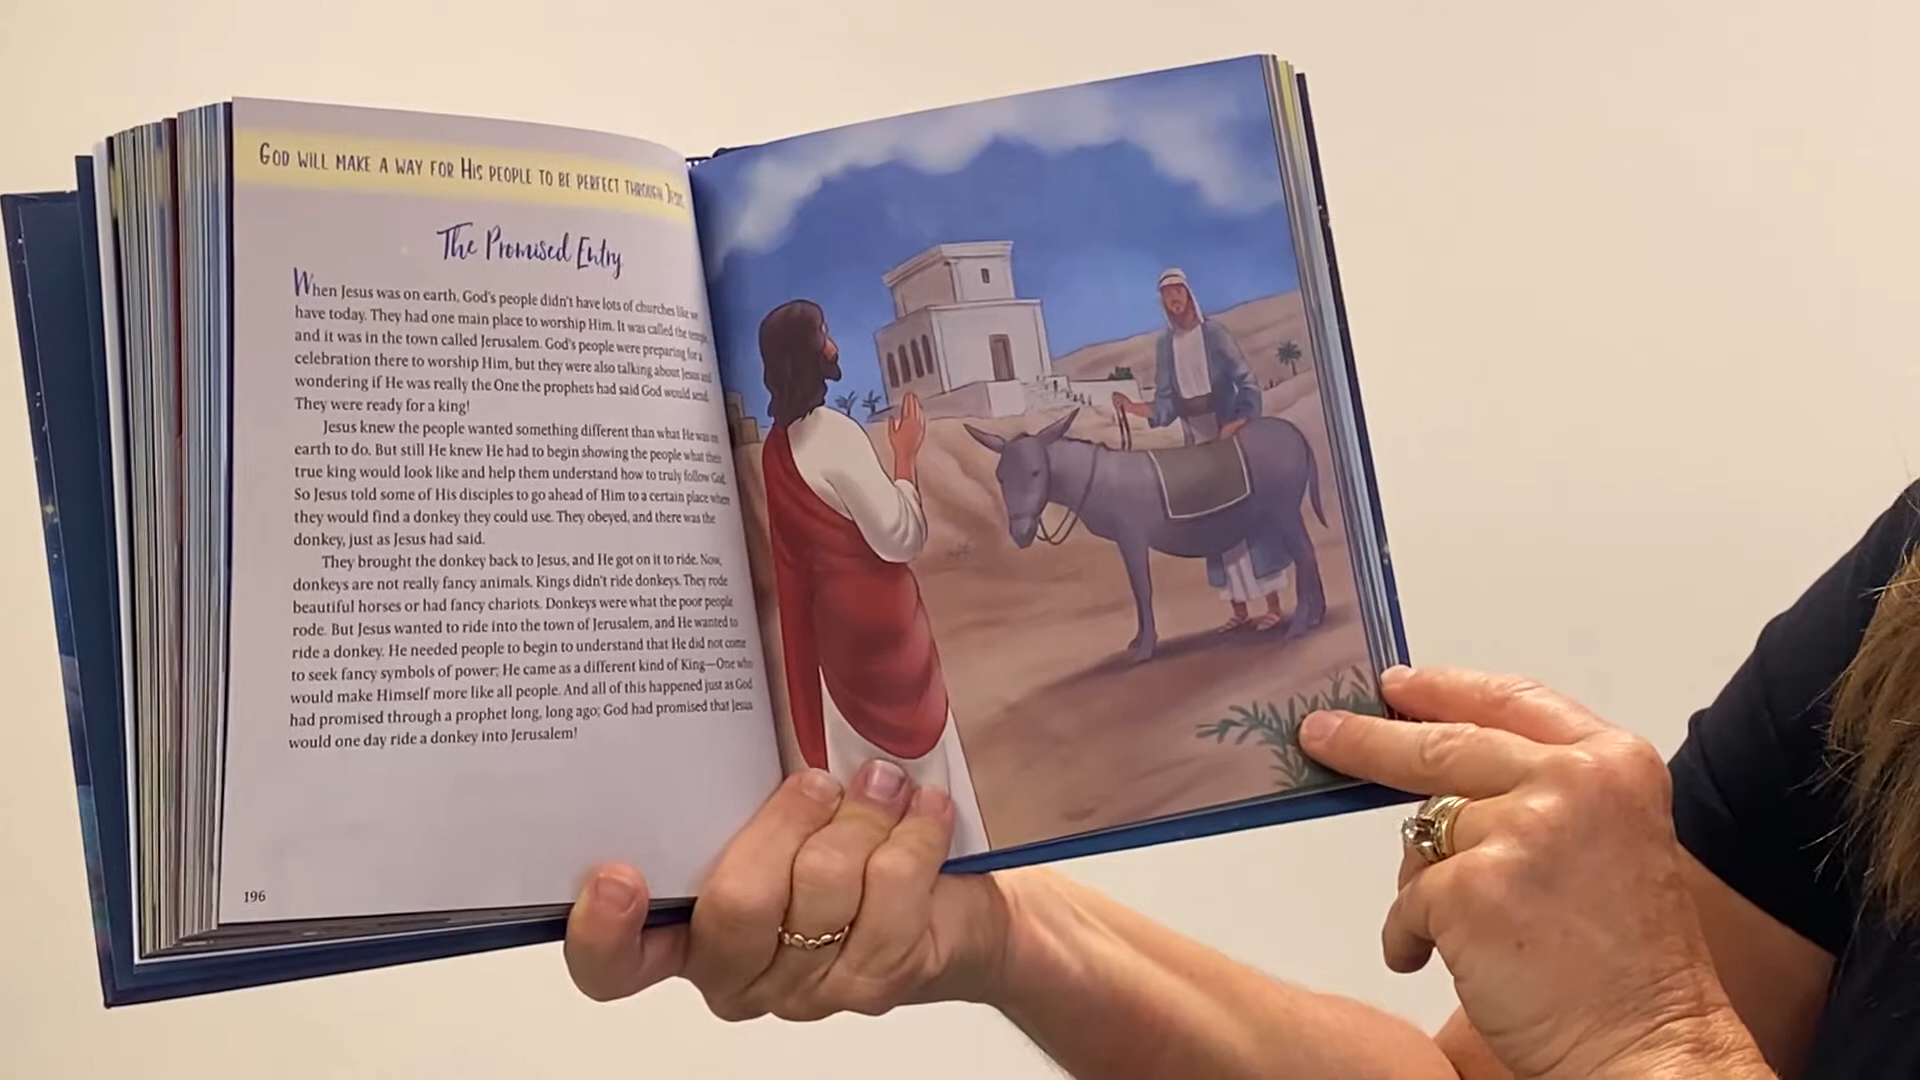 GOD WILL MAKE A WAY FOR HIS PEOPLE TO BE PERFECT THROUGH JESUS.
The Promised Entry
When Jesus was on earth, God's people didn't have lots of churches like we
have today. They had one main place to worship Him. It was called the temple,
and it was in the town called Jerusalem. God's people were preparing for a
celebration there to worship Him, but they were also talking about Jesus and
wondering if He was really the One the prophets had said God would send.
They were ready for a king!
Jesus knew the people wanted something different than what He was on
earth to do. But still He knew He had to begin showing the people what their
true king would look like and help them understand how to truly follow God.
So Jesus told some of His disciples to go ahead of Him to a certain place where
they would find a donkey they could use. They obeyed, and there was the
donkey, just as Jesus had said.
They brought the donkey back to Jesus, and He got on it to ride. Now,
donkeys are not really fancy animals. Kings didn't ride donkeys. They rode
beautiful horses or had fancy chariots. Donkeys were what the poor people
rode. But Jesus wanted to ride into the town of Jerusalem, and He wanted to
ride a donkey. He needed people to begin to understand that He did not come
to seek fancy symbols of power; He came as a different kind of King—One who
would make Himself more like all people. And all of this happened just as God
had promised through a prophet long, long ago; God had promised that Jesus
would one day ride a donkey into Jerusalem!
196